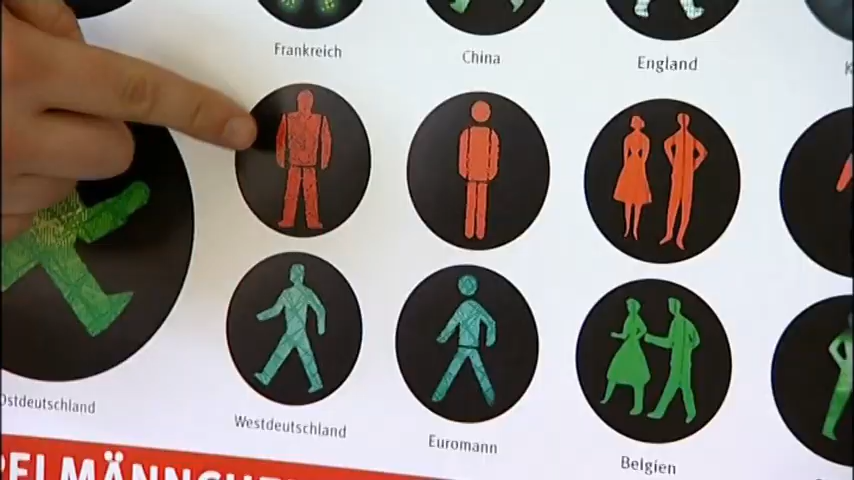 Frankreich
China
England
Ostdeutschland
Westdeutschland
Euromann
Belgien